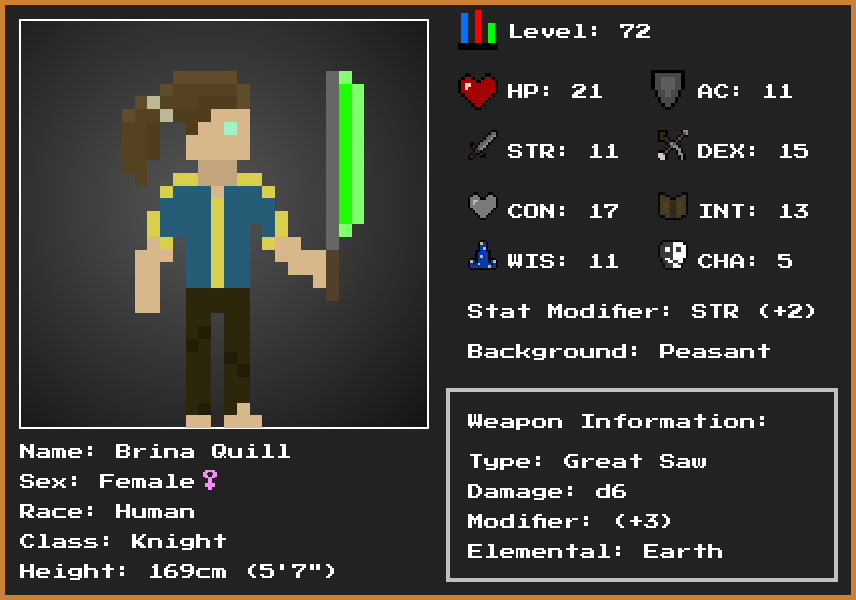 Level: 72
HP: 21
AC: 11
STR: 11
DEX: 15
CON: 17
INT: 13
WIS: 11
CHA: 5
Stat Modifier: STR (+2)
Background: Peasant
Weapon Information:
Type: Great Saw
Damage: d6
Modifier: (+3)
Elemental: Earth
Name: Brina Quill
Sex: Female♀
Race: Human
Class: Knight
Height: 169cm (5'7")